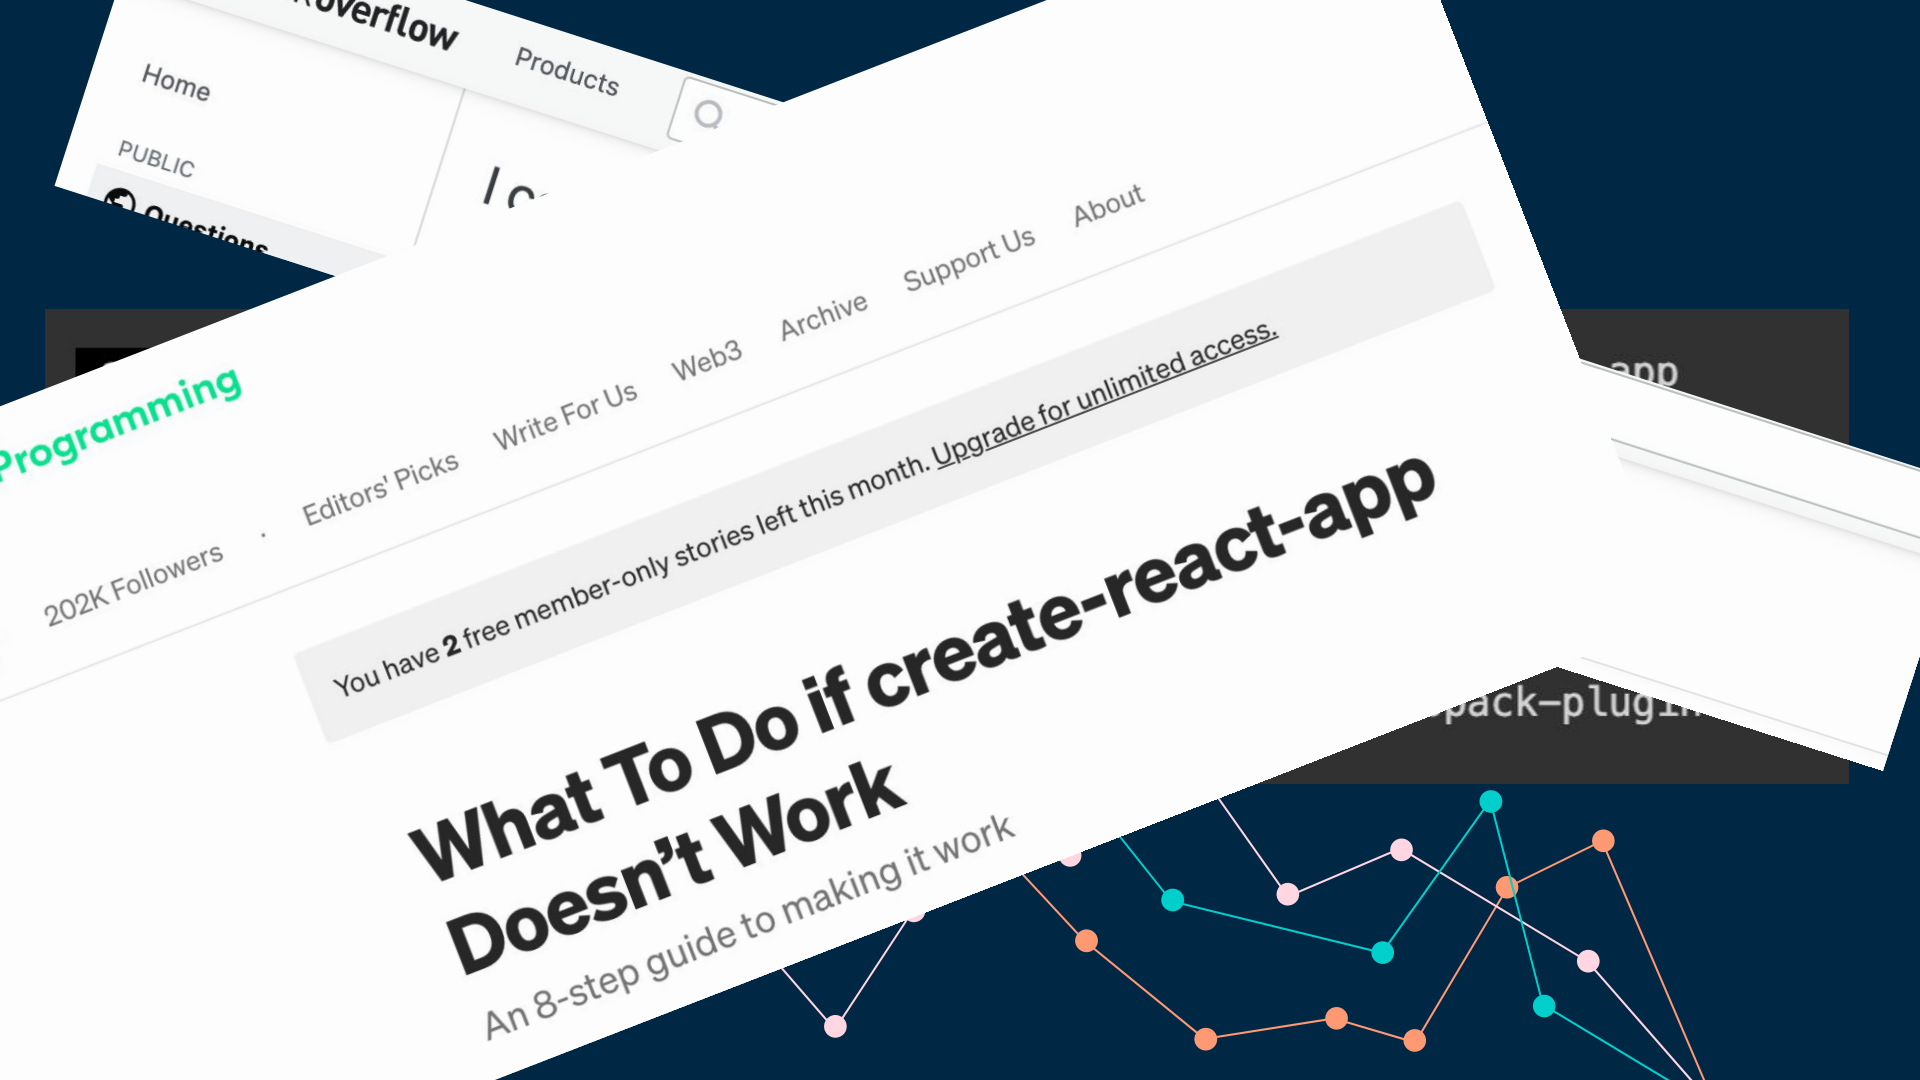 overflow
Products
Home
PUBLIC
Questions
app
Programming
202K Followers · Editors' Picks Write For Us Web3 Archive Support Us About
You have 2 free member-only stories left this month. Upgrade for unlimited access.
What To Do if create-react-app
Doesn’t Work
An 8-step guide to making it work
pack-plugin